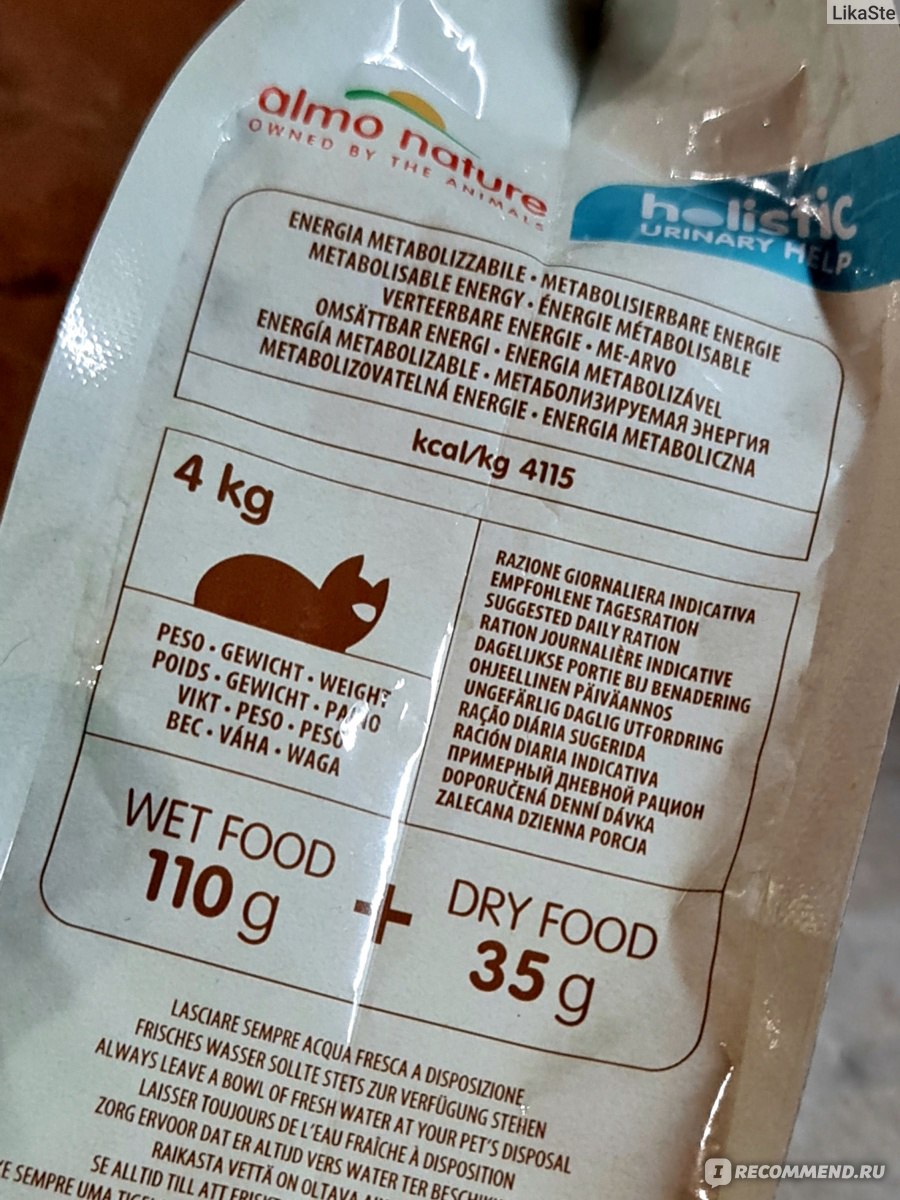 LikaSte
almo nature
OWNED BY THE ANIMALS
holistic
URINARY HELP
ENERGIA METABOLIZZABILE • METABOLISIERBARE ENERGIE
METABOLISABLE ENERGY • ÉNERGIE MÉTABOLISABLE
VERTEERBARE ENERGIE • ME-ARVO
OMSÄTTBAR ENERGI • ENERGIA METABOLIZÁVEL
ENERGÍA METABOLIZABLE • МЕТАБОЛИЗИРУЕМАЯ ЭНЕРГИЯ
METABOLIZOVATELNÁ ENERGIE • ENERGIA METABOLICZNA
kcal/kg 4115
4 kg
PESO • GEWICHT • WEIGHT
POIDS • GEWICHT • PAINO
VIKT • PESO • PESO
ВЕС • VÁHA • WAGA
RAZIONE GIORNALIERA INDICATIVA
EMPFOHLENE TAGESRATION
SUGGESTED DAILY RATION
RATION JOURNALIÈRE INDICATIVE
DAGELIJKSE PORTIE BIJ BENADERING
OHJEELLINEN PÄIVÄANNOS
UNGEFÄRLIG DAGLIG UTFORDRING
RAÇÃO DIÁRIA SUGERIDA
RACIÓN DIARIA INDICATIVA
ПРИМЕРНЫЙ ДНЕВНОЙ РАЦИОН
DOPORUČENÁ DENNÍ DÁVKA
ZALECANA DZIENNA PORCJA
WET FOOD
110 g
+
DRY FOOD
35 g
LASCIARE SEMPRE ACQUA FRESCA A DISPOSIZIONE
FRISCHES WASSER SOLLTE STETS ZUR VERFÜGUNG STEHEN
ALWAYS LEAVE A BOWL OF FRESH WATER AT YOUR PET'S DISPOSAL
LAISSER TOUJOURS DE L'EAU FRAÎCHE À DISPOSITION
ZORG ERVOOR DAT ER ALTIJD VERS WATER TER
RAIKASTA VETTÄ ON OLTAVA
SE ALLTID TILL ATT
SEMPRE UMA
IRECOMMEND.RU